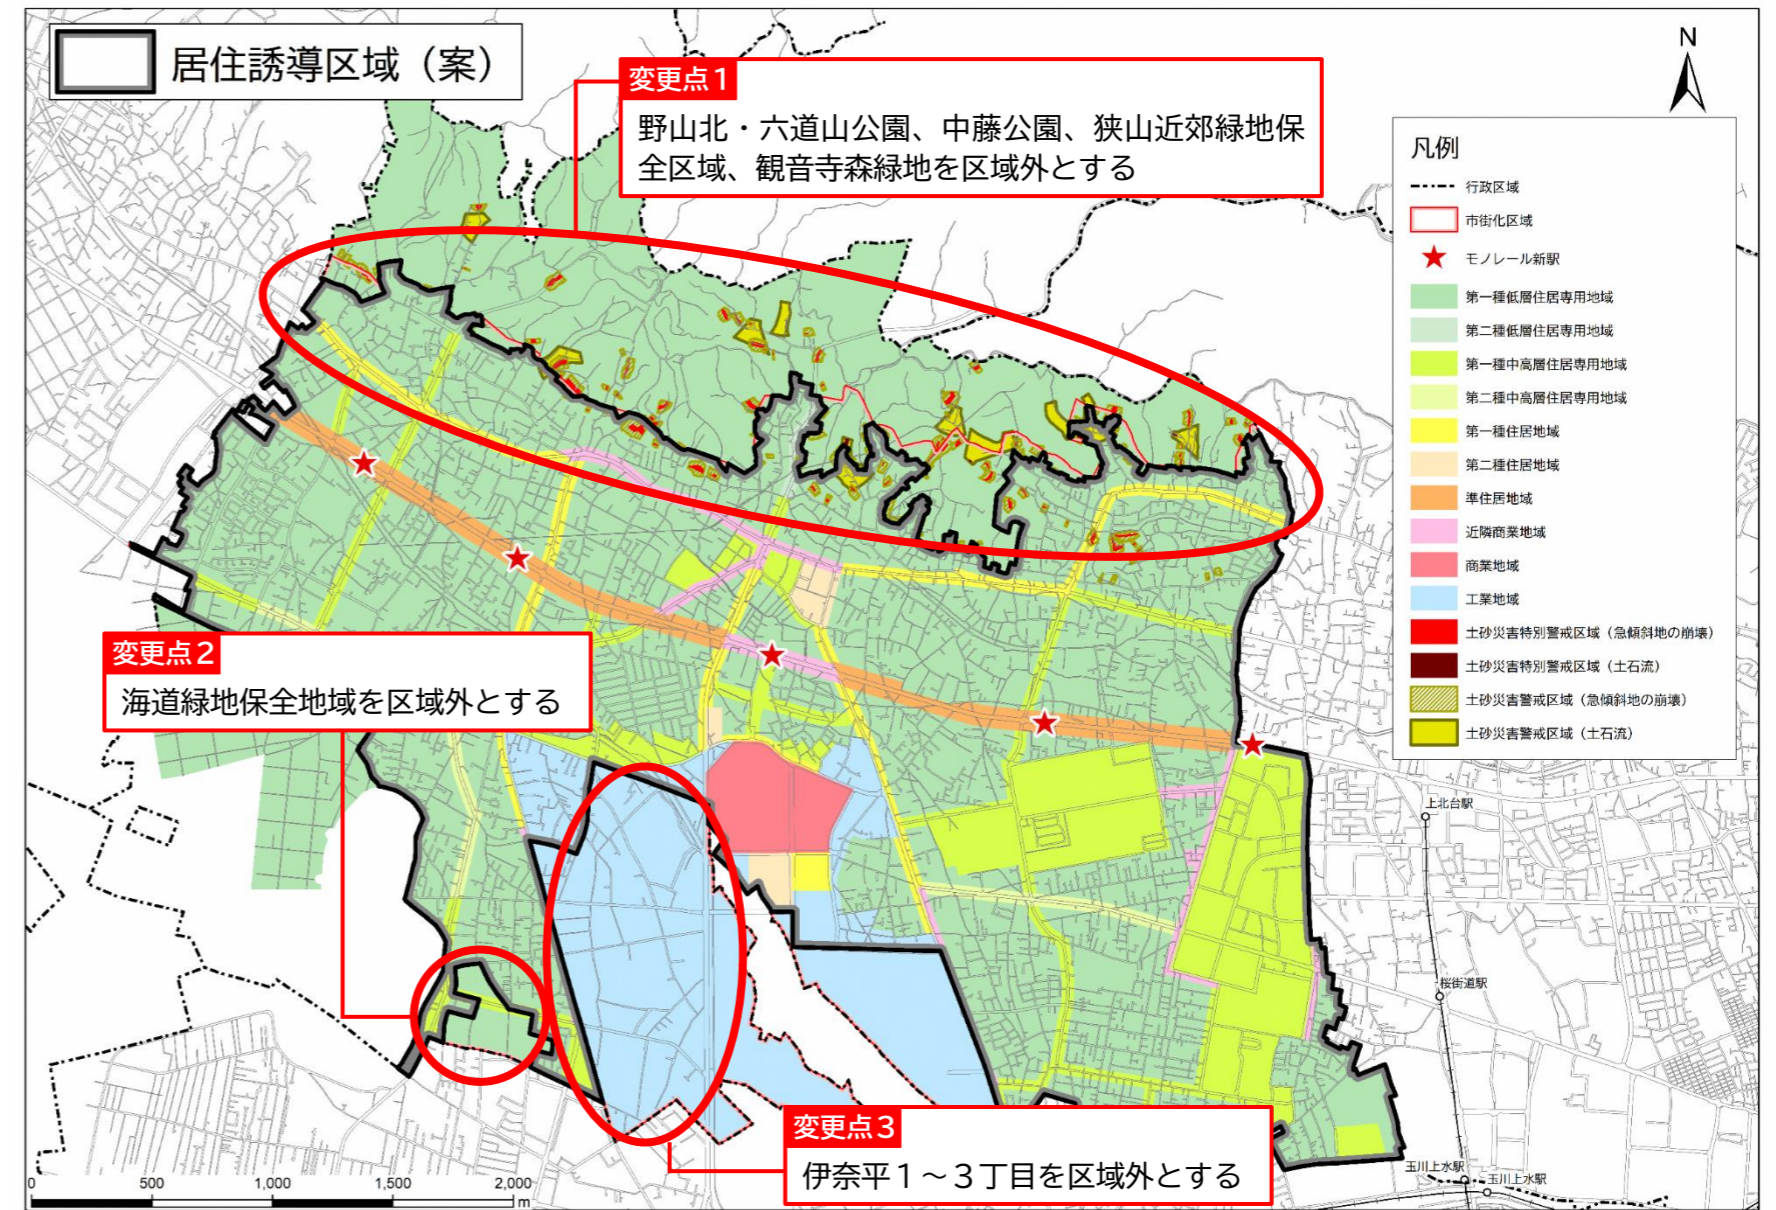 居住誘導区域（案）
変更点1
野山北・六道山公園、中藤公園、狭山近郊緑地保
全区域、観音寺森緑地を区域外とする
N
凡例
行政区域
市街化区域
モノレール新駅
第一種低層住居専用地域
第二種低層住居専用地域
第一種中高層住居専用地域
第二種中高層住居専用地域
第一種住居地域
第二種住居地域
準住居地域
近隣商業地域
商業地域
工業地域
土砂災害特別警戒区域（急傾斜地の崩壊）
土砂災害特別警戒区域（土石流）
土砂災害警戒区域（急傾斜地の崩壊）
土砂災害警戒区域（土石流）
変更点2
海道緑地保全地域を区域外とする
上北台駅
桜街道駅
変更点3
伊奈平１～３丁目を区域外とする
玉川上水駅
玉川上水駅
0 500 1,000 1,500 2,000
m